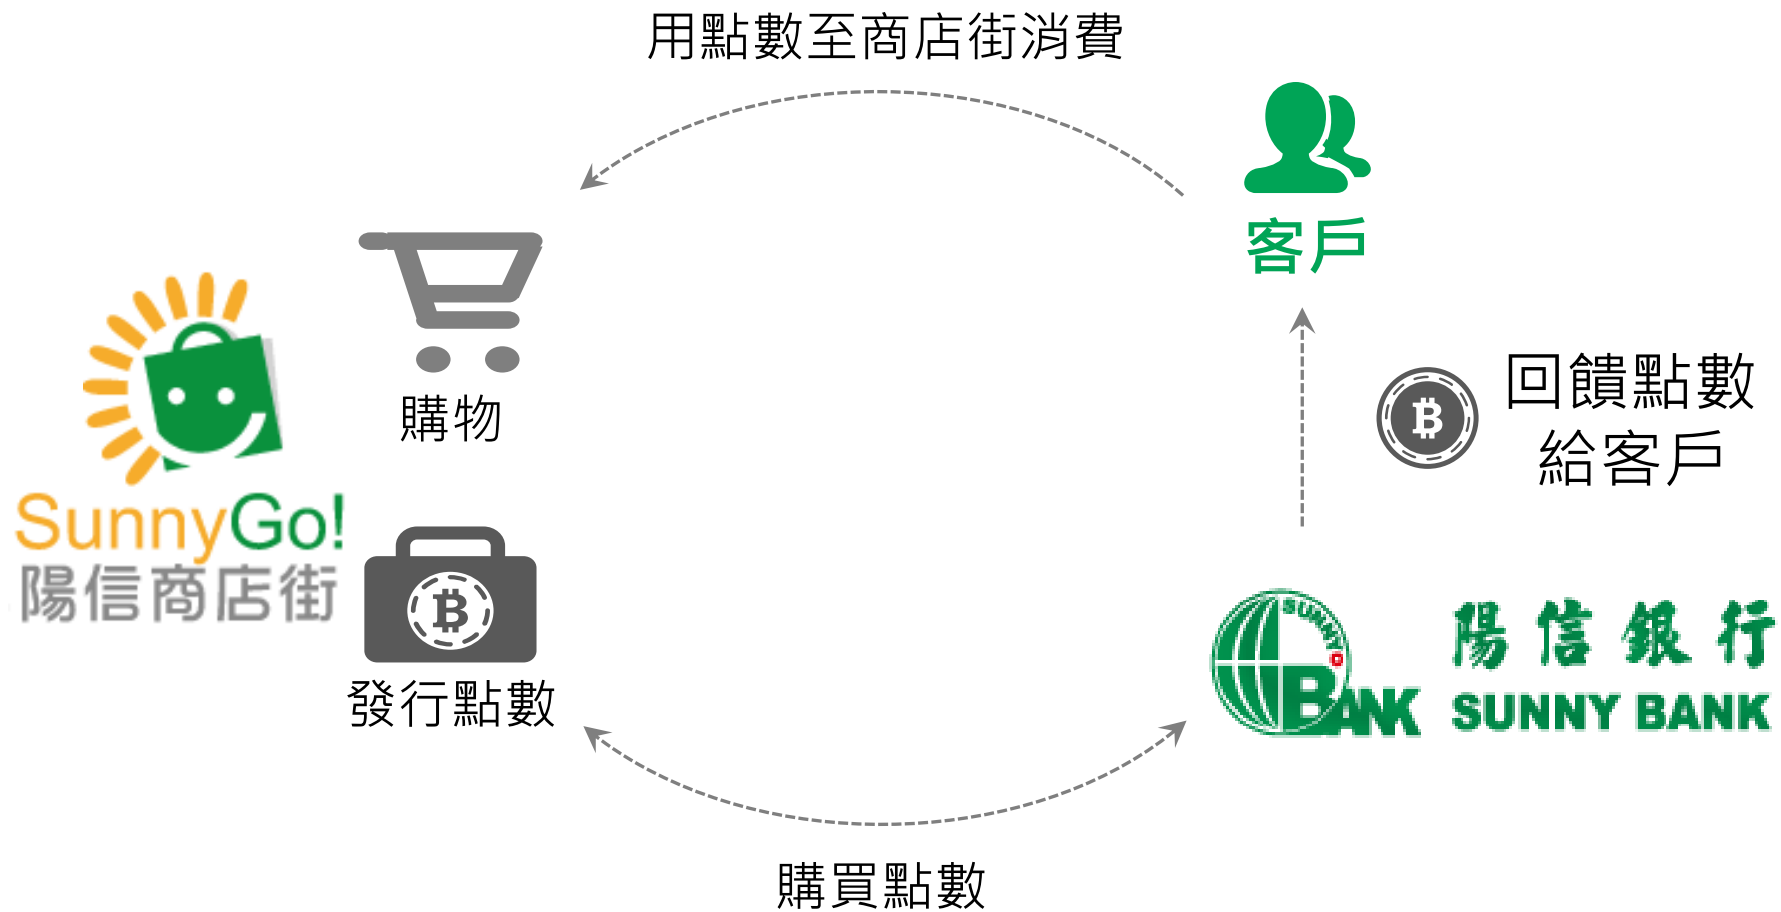 用點數至商店街消費
客戶
購物
回饋點數
給客戶
SunnyGo!
陽信商店街
發行點數
SUNNY
BANK
陽信銀行
SUNNY BANK
購買點數